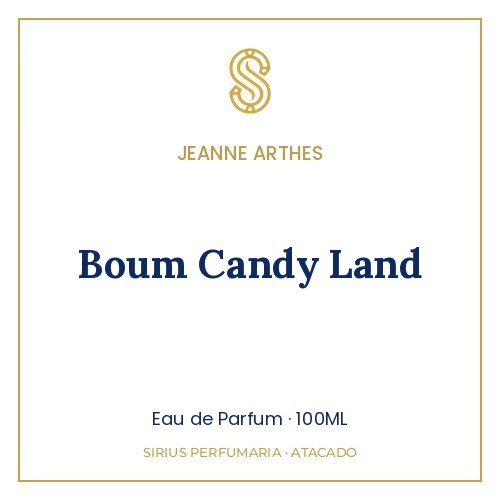 JEANNE ARTHES
Boum Candy Land
Eau de Parfum · 100ML
SIRIUS PERFUMARIA · ATACADO